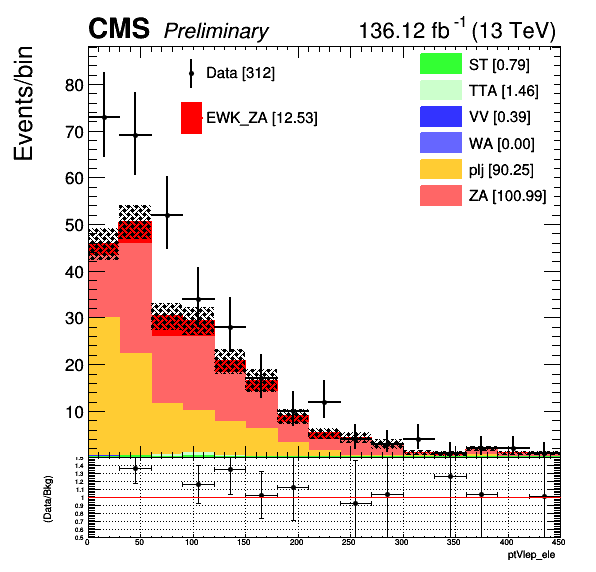 CMS Preliminary 136.12 fb⁻¹ (13 TeV)
Events/bin
Data [312]
EWK_ZA [12.53]
ST [0.79]
TTA [1.46]
VV [0.39]
WA [0.00]
plj [90.25]
ZA [100.99]
80
70
60
50
40
30
20
10
(Data/Bkg)
1.5
1.4
1.3
1.2
1.1
1
0.9
0.8
0.7
0.6
0.5
0 50 100 150 200 250 300 350 400 450
ptVlep_ele